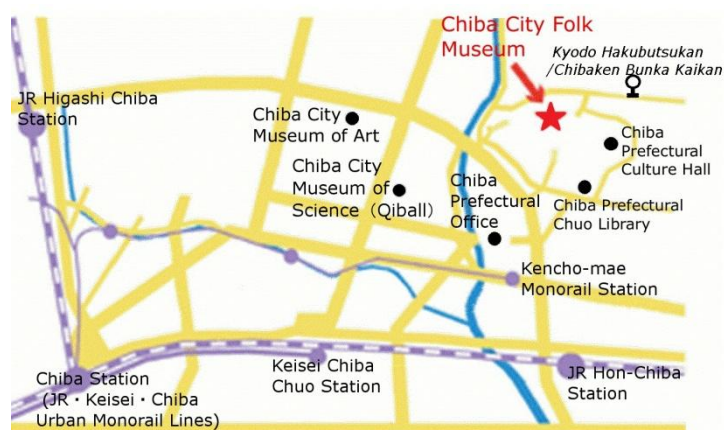 Chiba City Folk
Museum
Kyodo Hakubutsukan
/Chibaken Bunka Kaikan
JR Higashi Chiba
Station
Chiba City
Museum of Art
Chiba
Prefectural
Culture Hall
Chiba City
Museum of
Science（Qiball）
Chiba
Prefectural
Office
Chiba Prefectural
Chuo Library
Kencho-mae
Monorail Station
Keisei Chiba
Chuo Station
JR Hon-Chiba
Station
Chiba Station
（JR・Keisei・Chiba
Urban Monorail Lines）